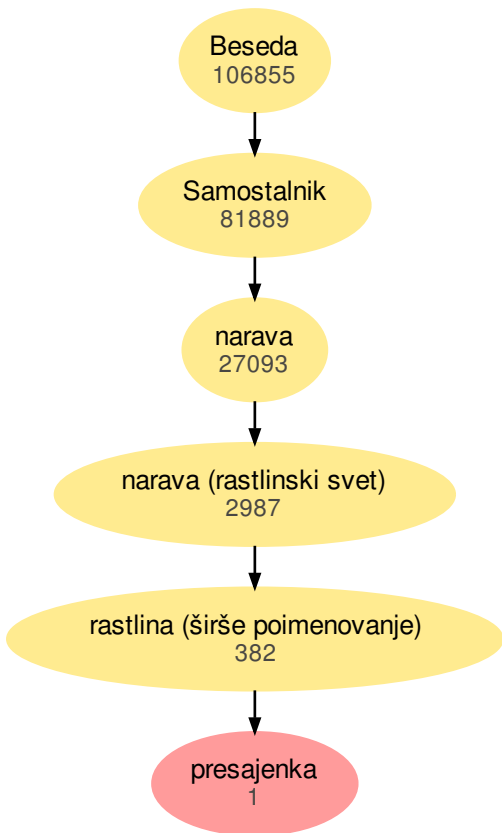 Beseda
106855
Samostalnik
81889
narava
27093
narava (rastlinski svet)
2987
rastlina (širše poimenovanje)
382
presajenka
1